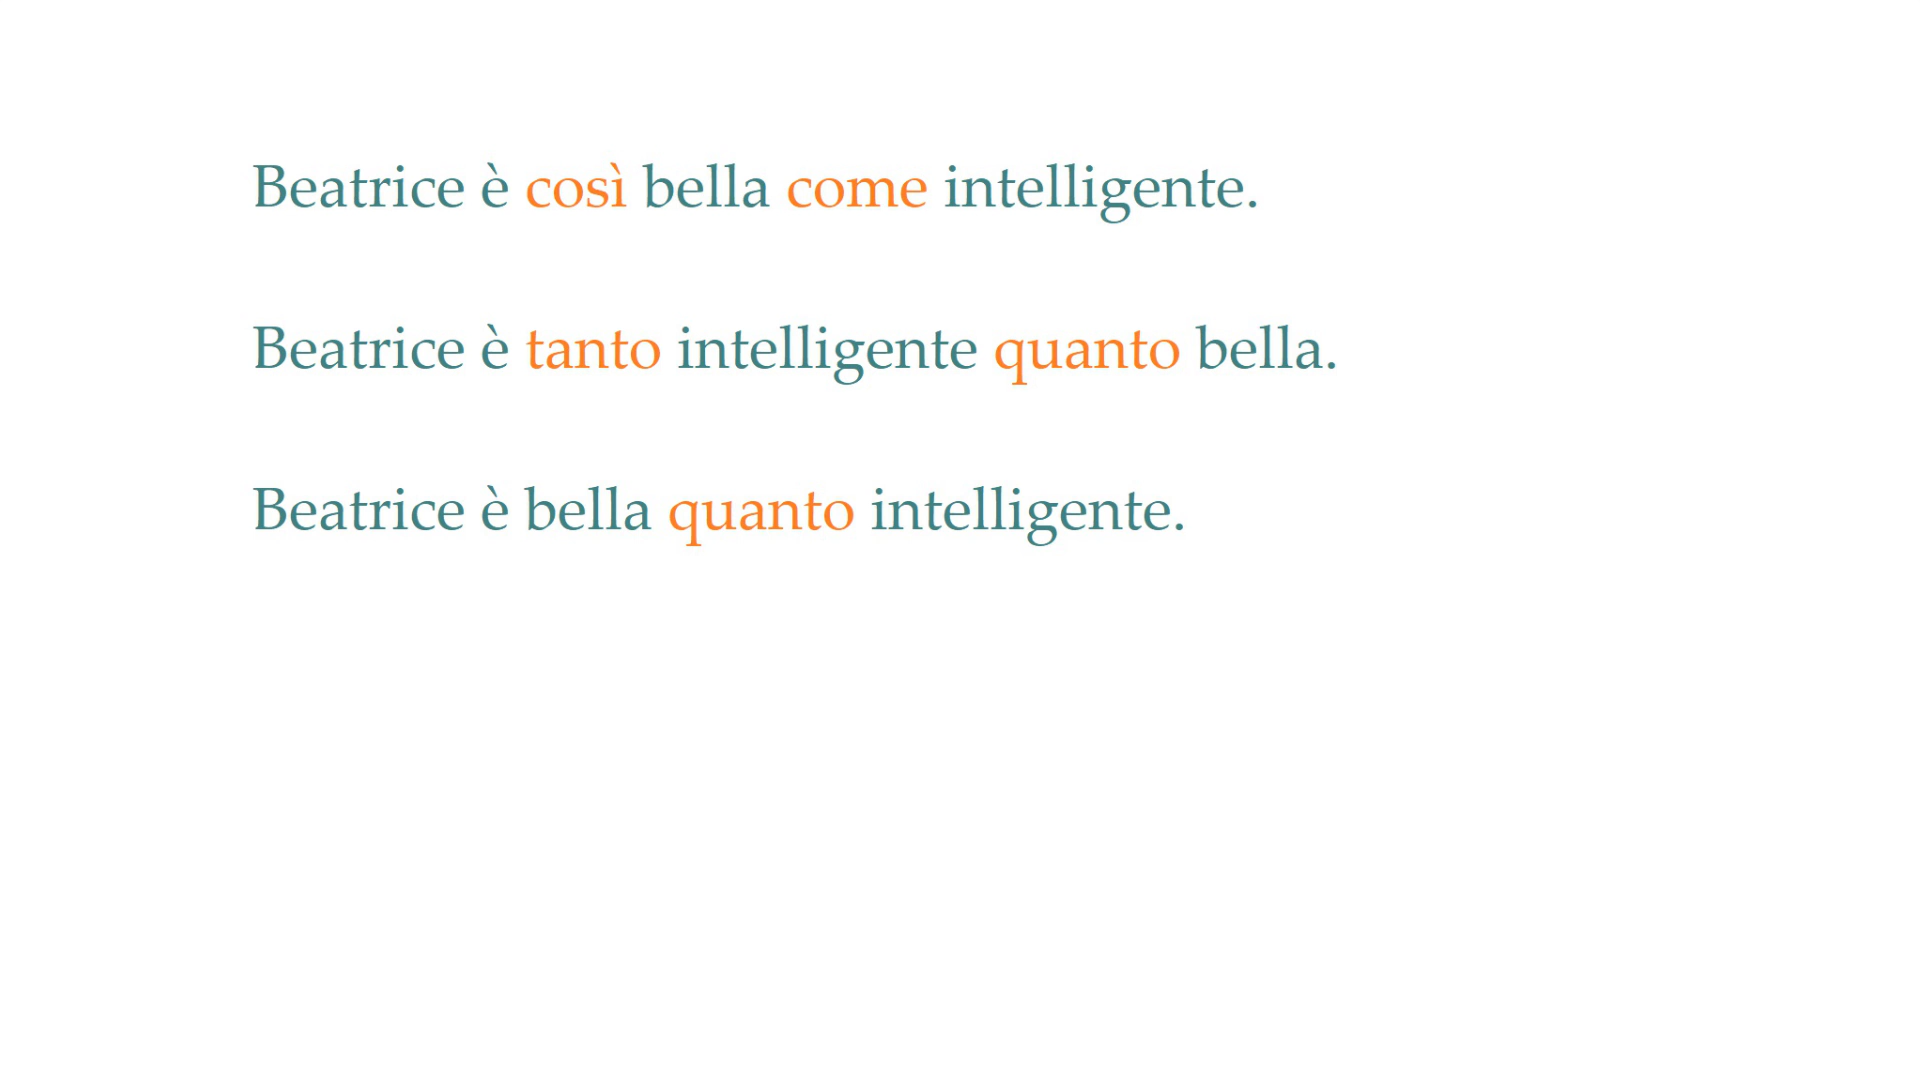 Beatrice è così bella come intelligente.
Beatrice è tanto intelligente quanto bella.
Beatrice è bella quanto intelligente.